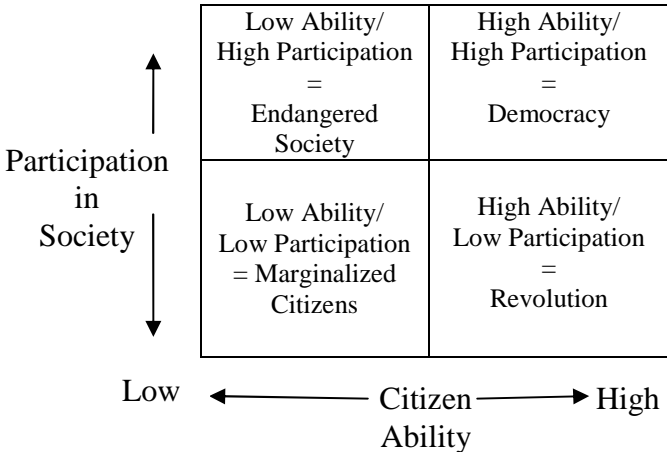 Low Ability/
High Participation
=
Endangered
Society
High Ability/
High Participation
=
Democracy
Participation
in
Society
Low Ability/
Low Participation
= Marginalized
Citizens
High Ability/
Low Participation
=
Revolution
Low
Citizen
Ability
High